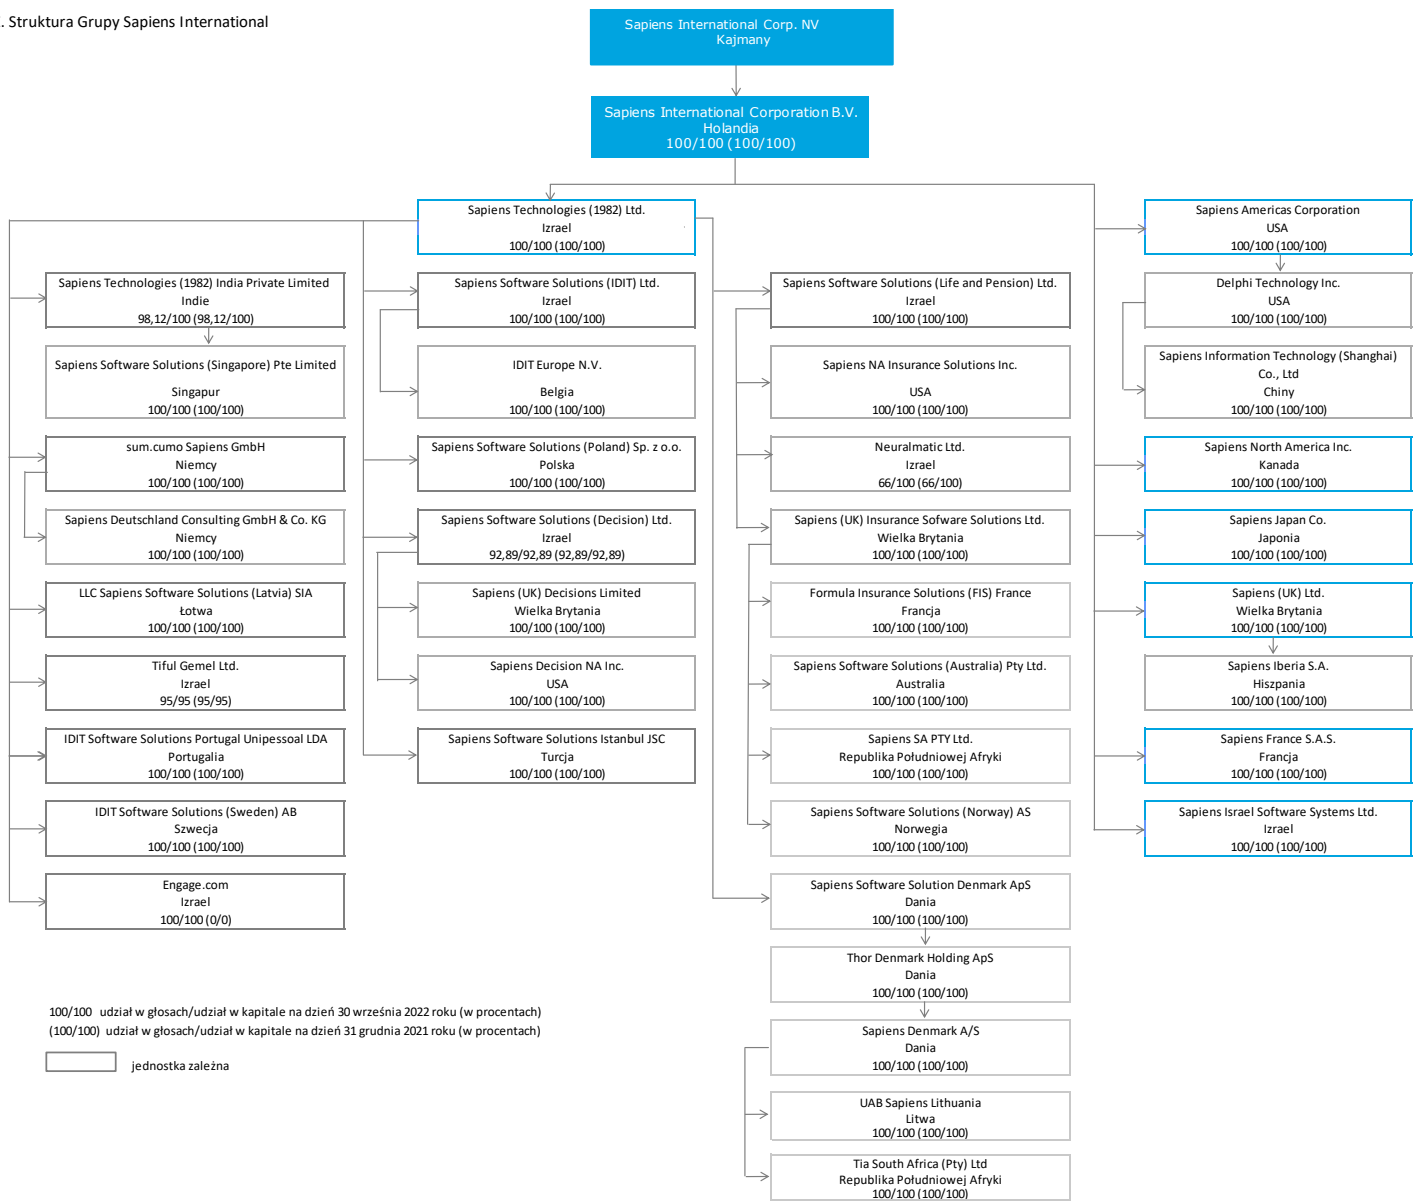 . Struktura Grupy Sapiens International
Sapiens International Corp. NV
Kajmany
Sapiens International Corporation B.V.
Holandia
100/100 (100/100)
Sapiens Technologies (1982) Ltd.
Izrael
100/100 (100/100)
Sapiens Americas Corporation
USA
100/100 (100/100)
Sapiens Technologies (1982) India Private Limited
Indie
98,12/100 (98,12/100)
Sapiens Software Solutions (IDIT) Ltd.
Izrael
100/100 (100/100)
Sapiens Software Solutions (Life and Pension) Ltd.
Izrael
100/100 (100/100)
Delphi Technology Inc.
USA
100/100 (100/100)
Sapiens Software Solutions (Singapore) Pte Limited
Singapur
100/100 (100/100)
IDIT Europe N.V.
Belgia
100/100 (100/100)
Sapiens NA Insurance Solutions Inc.
USA
100/100 (100/100)
Sapiens Information Technology (Shanghai)
Co., Ltd
Chiny
100/100 (100/100)
sum.cumo Sapiens GmbH
Niemcy
100/100 (100/100)
Sapiens Software Solutions (Poland) Sp. z o.o.
Polska
100/100 (100/100)
Neuralmatic Ltd.
Izrael
66/100 (66/100)
Sapiens North America Inc.
Kanada
100/100 (100/100)
Sapiens Deutschland Consulting GmbH & Co. KG
Niemcy
100/100 (100/100)
Sapiens Software Solutions (Decision) Ltd.
Izrael
92,89/92,89 (92,89/92,89)
Sapiens (UK) Insurance Sofware Solutions Ltd.
Wielka Brytania
100/100 (100/100)
Sapiens Japan Co.
Japonia
100/100 (100/100)
LLC Sapiens Software Solutions (Latvia) SIA
Łotwa
100/100 (100/100)
Sapiens (UK) Decisions Limited
Wielka Brytania
100/100 (100/100)
Formula Insurance Solutions (FIS) France
Francja
100/100 (100/100)
Sapiens (UK) Ltd.
Wielka Brytania
100/100 (100/100)
Tiful Gemel Ltd.
Izrael
95/95 (95/95)
Sapiens Decision NA Inc.
USA
100/100 (100/100)
Sapiens Software Solutions (Australia) Pty Ltd.
Australia
100/100 (100/100)
Sapiens Iberia S.A.
Hiszpania
100/100 (100/100)
IDIT Software Solutions Portugal Unipessoal LDA
Portugalia
100/100 (100/100)
Sapiens Software Solutions Istanbul JSC
Turcja
100/100 (100/100)
Sapiens SA PTY Ltd.
Republika Południowej Afryki
100/100 (100/100)
Sapiens France S.A.S.
Francja
100/100 (100/100)
IDIT Software Solutions (Sweden) AB
Szwecja
100/100 (100/100)
Sapiens Software Solutions (Norway) AS
Norwegia
100/100 (100/100)
Sapiens Israel Software Systems Ltd.
Izrael
100/100 (100/100)
Engage.com
Izrael
100/100 (0/0)
Sapiens Software Solution Denmark ApS
Dania
100/100 (100/100)
Thor Denmark Holding ApS
Dania
100/100 (100/100)
Sapiens Denmark A/S
Dania
100/100 (100/100)
UAB Sapiens Lithuania
Litwa
100/100 (100/100)
Tia South Africa (Pty) Ltd
Republika Południowej Afryki
100/100 (100/100)
100/100 udział w głosach/udział w kapitale na dzień 30 września 2022 roku (w procentach)
(100/100) udział w głosach/udział w kapitale na dzień 31 grudnia 2021 roku (w procentach)
jednostka zależna